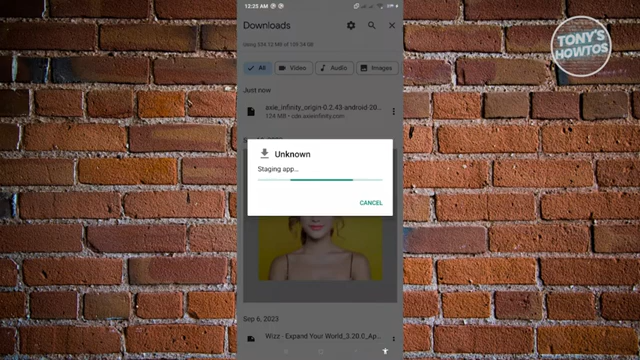 12:25 AM
Downloads
TONY'S
HOWTOS
All
Video
Audio
Images
Just now
axie_infinity_origin-0.2.43-android-20...
124 MB • cdn.axieinfinity.com
Unknown
Staging app...
CANCEL
Sep 6, 2023
Wizz - Expand Your World_3.20.0_Ap...